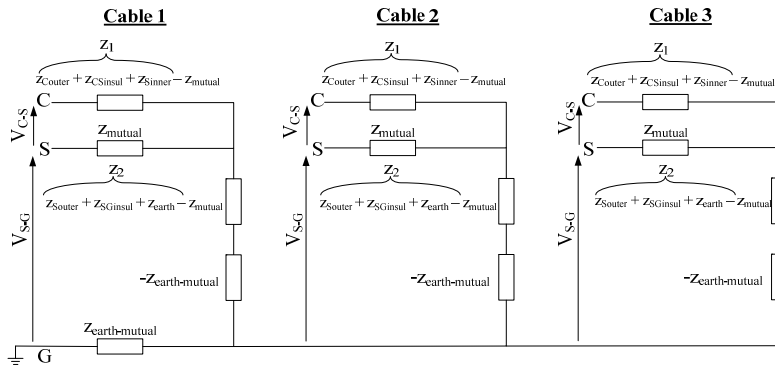 Cable 1 Cable 2 Cable 3
z₁ z₁ z₁
zCouter + zCSinsul + zSinner − zmutual zCouter + zCSinsul + zSinner − zmutual zCouter + zCSinsul + zSinner − zmutual
C C C
VC-S VC-S VC-S
zmutual zmutual zmutual
S S S
z₂ z₂ z₂
zSouter + zSGinsul + zearth − zmutual zSouter + zSGinsul + zearth − zmutual zSouter + zSGinsul + zearth − zmutual
VS-G VS-G VS-G
-zearth-mutual -zearth-mutual -zearth-mutual
zearth-mutual
G